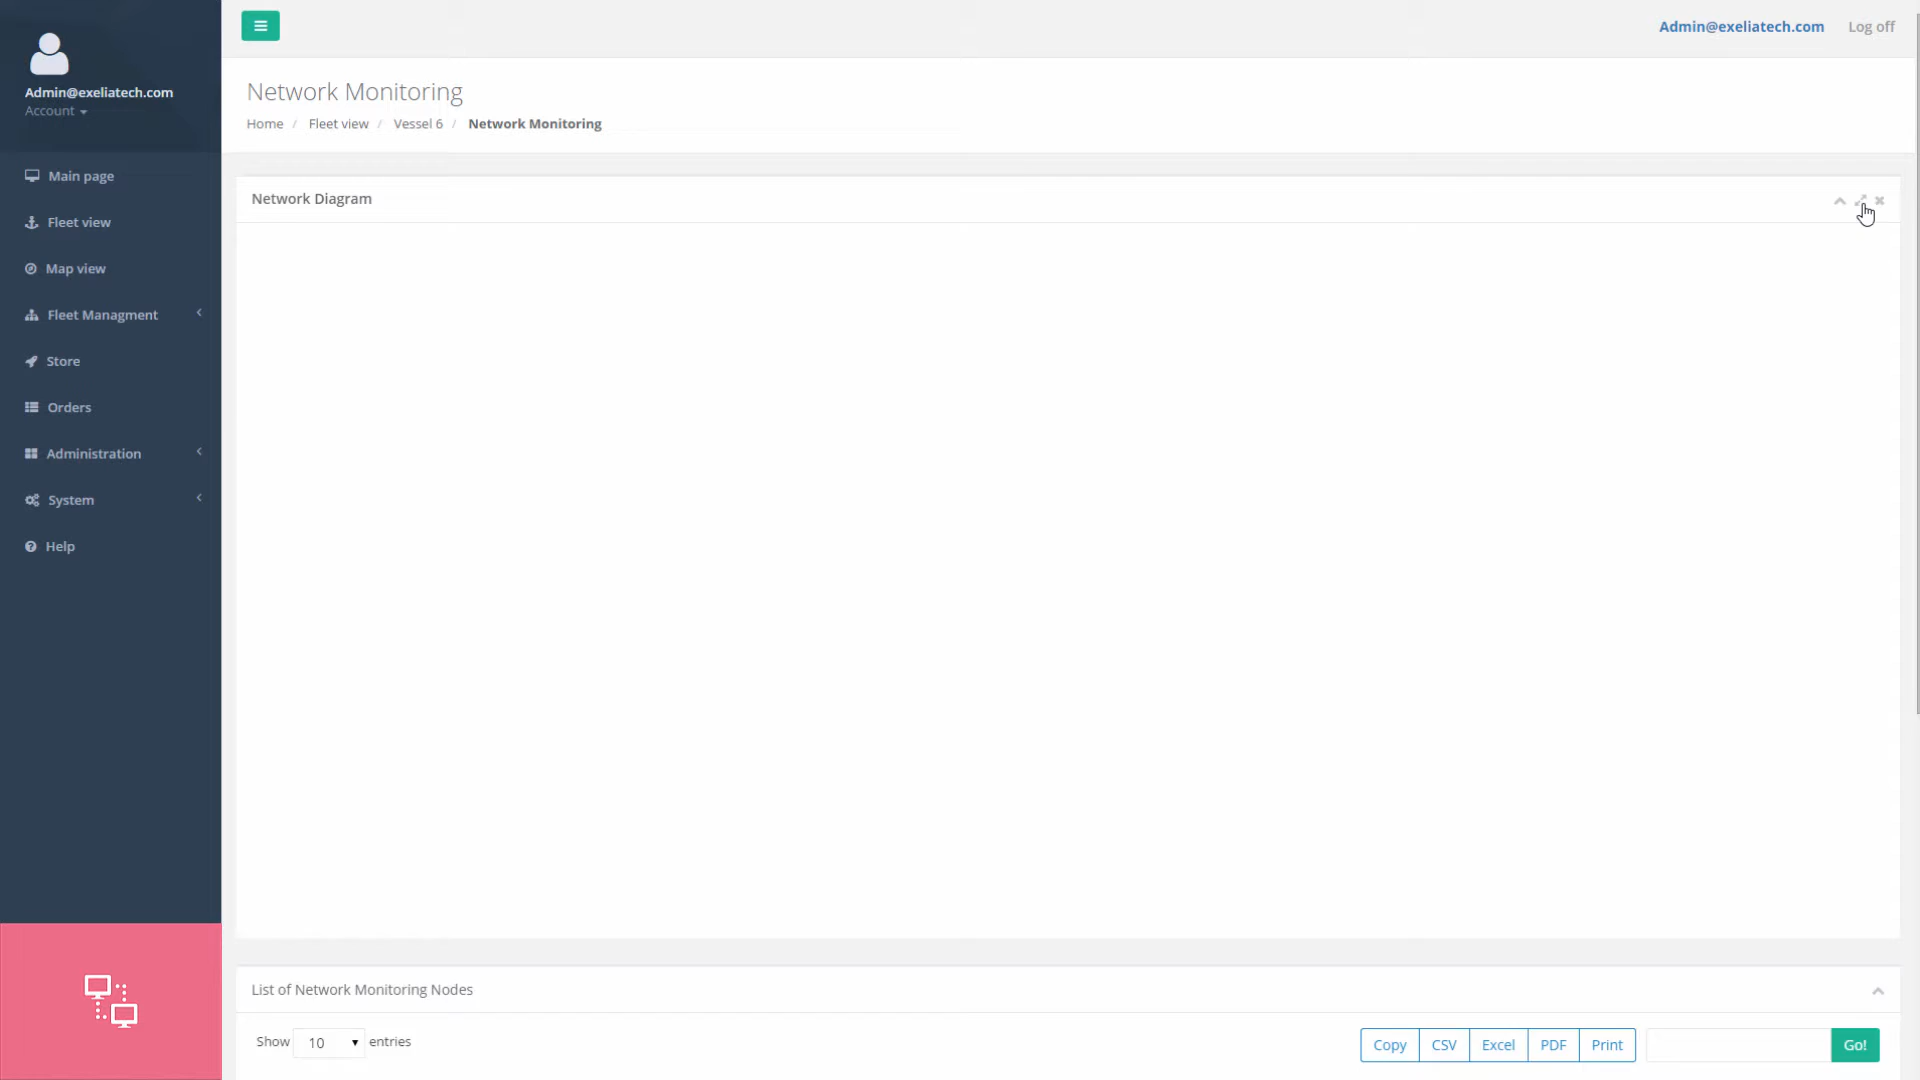 Admin@exeliatech.com
Account
Main page
Fleet view
Map view
Fleet Managment
Store
Orders
Administration
System
Help
Admin@exeliatech.com Log off
Network Monitoring
Home / Fleet view / Vessel 6 / Network Monitoring
Network Diagram
List of Network Monitoring Nodes
Show 10 entries
Copy CSV Excel PDF Print Go!